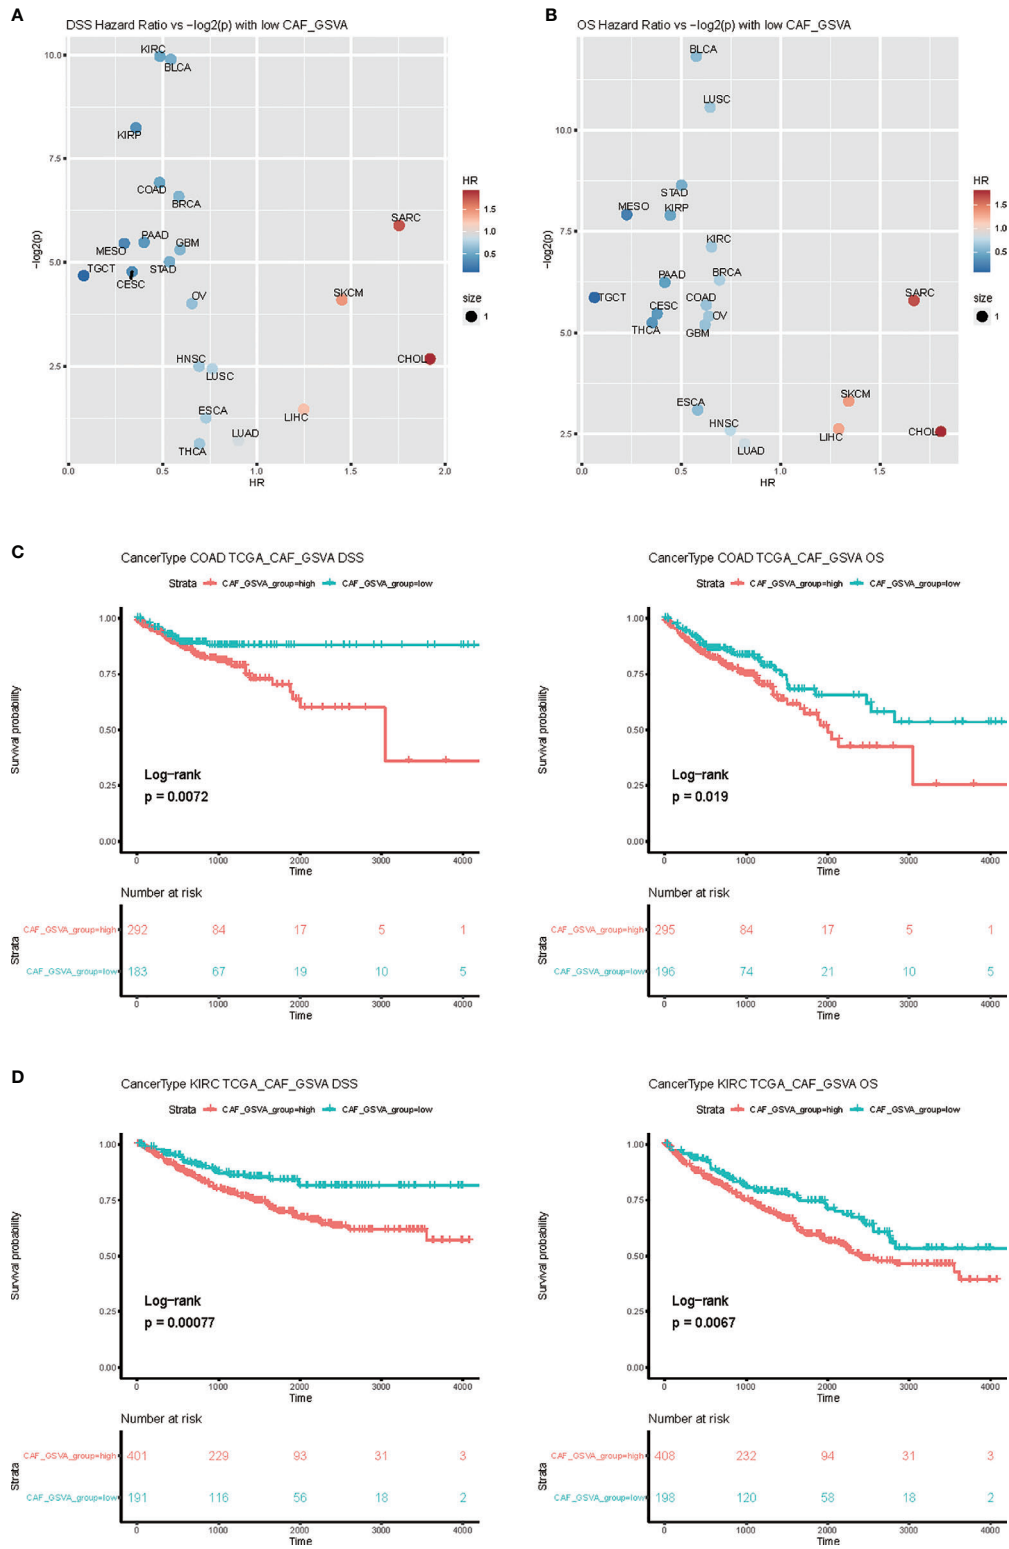 A
DSS Hazard Ratio vs −log2(p) with low CAF_GSVA
KIRC
BLCA
KIRP
COAD
BRCA
SARC
PAAD
GBM
MESO
TGCT
STAD
CESC
SKCM
OV
HNSC
LUSC
CHOL
ESCA
LIHC
LUAD
THCA
10.0
7.5
5.0
2.5
−log2(p)
0.0 0.5 1.0 1.5 2.0
HR
HR
1.5
1.0
0.5
size
1
B
OS Hazard Ratio vs −log2(p) with low CAF_GSVA
BLCA
LUSC
STAD
MESO
KIRP
KIRC
PAAD
BRCA
TGCT
CESC
COAD
SARC
THCA
OV
GBM
ESCA
SKCM
HNSC
LIHC
CHOL
LUAD
10.0
7.5
5.0
2.5
−log2(p)
0.0 0.5 1.0 1.5
HR
HR
1.5
1.0
0.5
size
1
C
CancerType COAD TCGA_CAF_GSVA DSS
Strata CAF_GSVA_group=high CAF_GSVA_group=low
1.00
0.75
0.50
0.25
0.00
Survival probability
Log−rank
p = 0.0072
0 1000 2000 3000 4000
Time
Number at risk
Strata
CAF_GSVA_group=high 292 84 17 5 1
CAF_GSVA_group=low 183 67 19 10 5
0 1000 2000 3000 4000
Time
CancerType COAD TCGA_CAF_GSVA OS
Strata CAF_GSVA_group=high CAF_GSVA_group=low
1.00
0.75
0.50
0.25
0.00
Survival probability
Log−rank
p = 0.019
0 1000 2000 3000 4000
Time
Number at risk
Strata
CAF_GSVA_group=high 295 84 17 5 1
CAF_GSVA_group=low 196 74 21 10 5
0 1000 2000 3000 4000
Time
D
CancerType KIRC TCGA_CAF_GSVA DSS
Strata CAF_GSVA_group=high CAF_GSVA_group=low
1.00
0.75
0.50
0.25
0.00
Survival probability
Log−rank
p = 0.00077
0 1000 2000 3000 4000
Time
Number at risk
Strata
CAF_GSVA_group=high 401 229 93 31 3
CAF_GSVA_group=low 191 116 56 18 2
0 1000 2000 3000 4000
Time
CancerType KIRC TCGA_CAF_GSVA OS
Strata CAF_GSVA_group=high CAF_GSVA_group=low
1.00
0.75
0.50
0.25
0.00
Survival probability
Log−rank
p = 0.0067
0 1000 2000 3000 4000
Time
Number at risk
Strata
CAF_GSVA_group=high 408 232 94 31 3
CAF_GSVA_group=low 198 120 58 18 2
0 1000 2000 3000 4000
Time